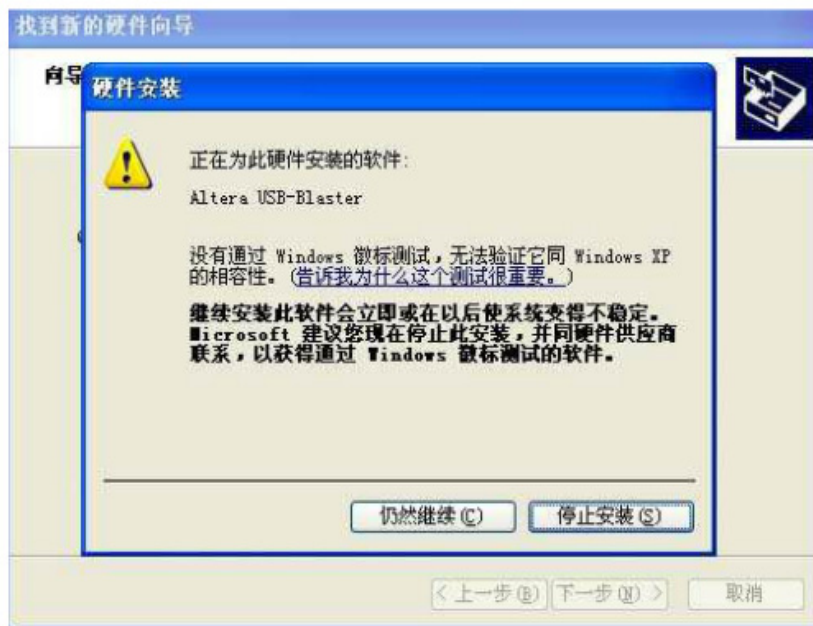 找到新的硬件向导
向导
硬件安装
正在为此硬件安装的软件:
Altera USB-Blaster
没有通过 Windows 徽标测试，无法验证它同 Windows XP
的相容性。(告诉我为什么这个测试很重要。)
继续安装此软件会立即或在以后使系统变得不稳定。
Microsoft 建议您现在停止此安装，并同硬件供应商
联系，以获得通过 Windows 徽标测试的软件。
仍然继续(C) 停止安装(S)
< 上一步(B) 下一步(N) > 取消